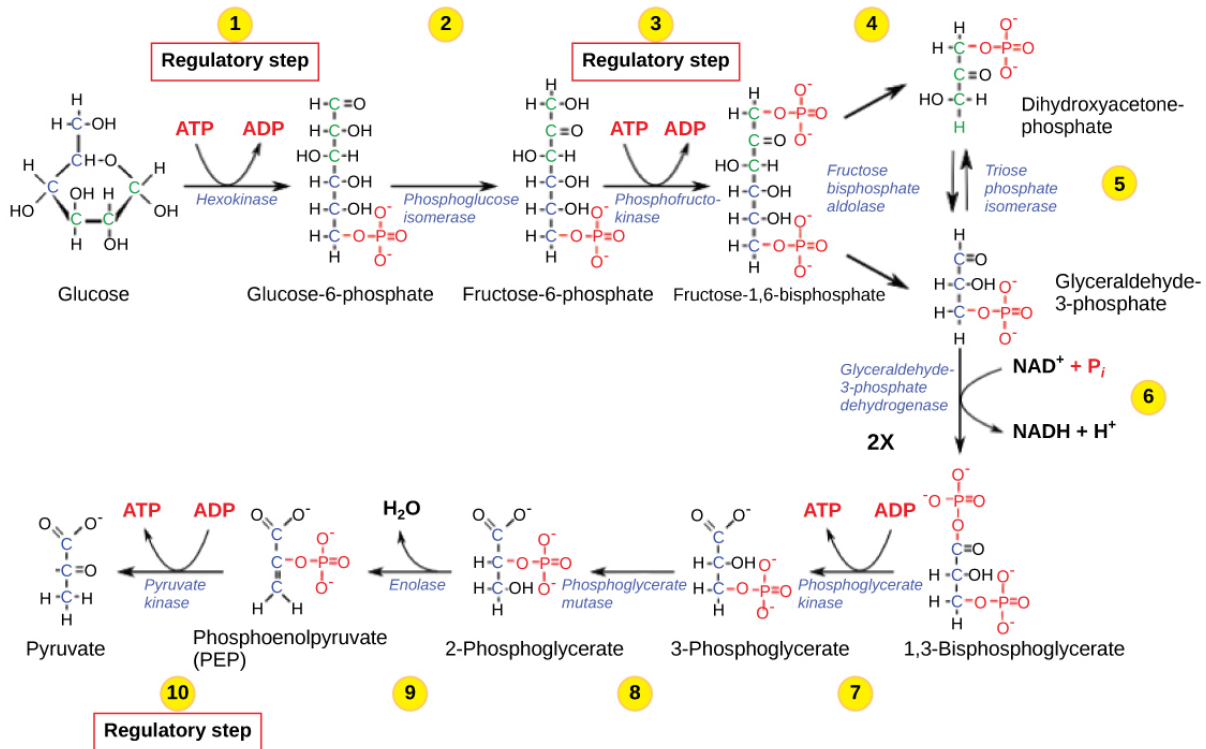 1
2
3
4
Regulatory step
Regulatory step
ATP
ADP
Hexokinase
Phosphoglucose
isomerase
ATP
ADP
Phosphofructo-
kinase
Fructose
bisphosphate
aldolase
Dihydroxyacetone-
phosphate
Triose
phosphate
isomerase
5
Glucose
Glucose-6-phosphate
Fructose-6-phosphate
Fructose-1,6-bisphosphate
Glyceraldehyde-
3-phosphate
Glyceraldehyde-
3-phosphate
dehydrogenase
NAD⁺ + Pᵢ
6
NADH + H⁺
2X
ATP
ADP
Pyruvate
kinase
H₂O
Enolase
Phosphoglycerate
mutase
ATP
ADP
Phosphoglycerate
kinase
Pyruvate
Phosphoenolpyruvate
(PEP)
2-Phosphoglycerate
3-Phosphoglycerate
1,3-Bisphosphoglycerate
10
9
8
7
Regulatory step